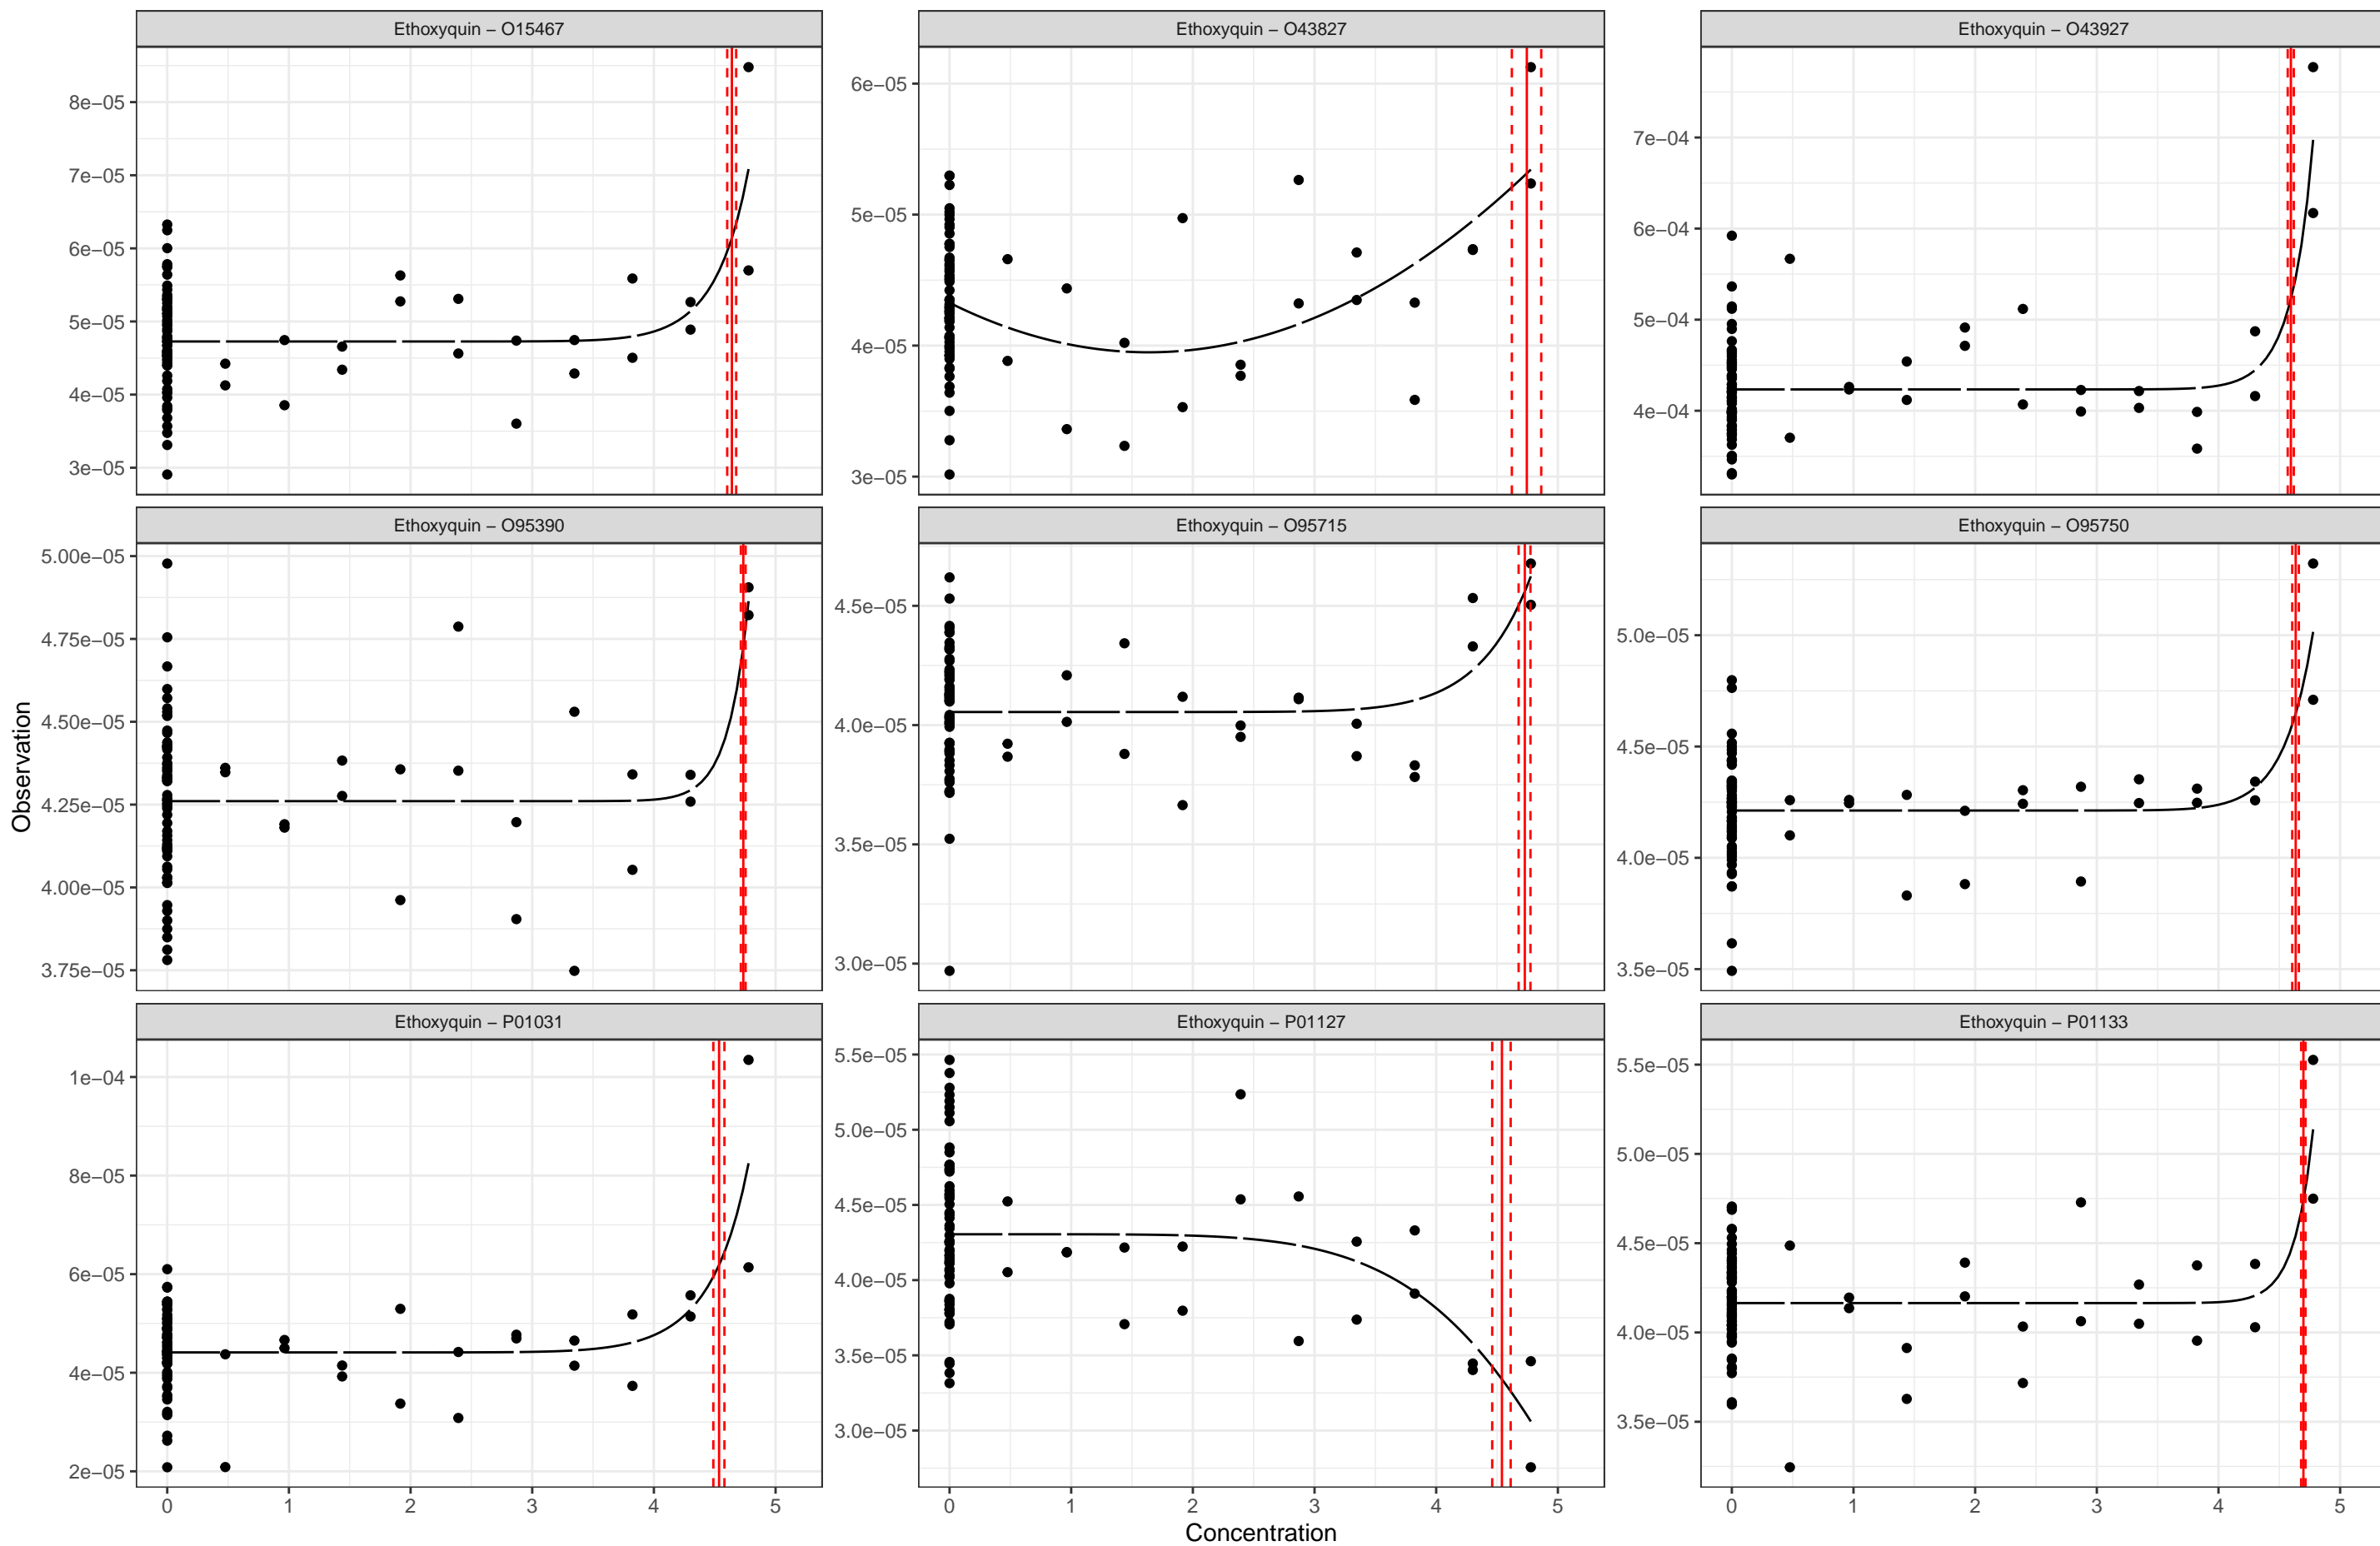 Ethoxyquin − O15467
Ethoxyquin − O43827
Ethoxyquin − O43927
8e−05
7e−05
6e−05
5e−05
4e−05
3e−05
6e−05
5e−05
4e−05
3e−05
7e−04
6e−04
5e−04
4e−04
Ethoxyquin − O95390
Ethoxyquin − O95715
Ethoxyquin − O95750
5.00e−05
4.75e−05
4.50e−05
4.25e−05
4.00e−05
3.75e−05
4.5e−05
4.0e−05
3.5e−05
3.0e−05
5.0e−05
4.5e−05
4.0e−05
3.5e−05
Observation
Ethoxyquin − P01031
Ethoxyquin − P01127
Ethoxyquin − P01133
1e−04
8e−05
6e−05
4e−05
2e−05
5.5e−05
5.0e−05
4.5e−05
4.0e−05
3.5e−05
3.0e−05
5.5e−05
5.0e−05
4.5e−05
4.0e−05
3.5e−05
0 1 2 3 4 5
0 1 2 3 4 5
0 1 2 3 4 5
Concentration